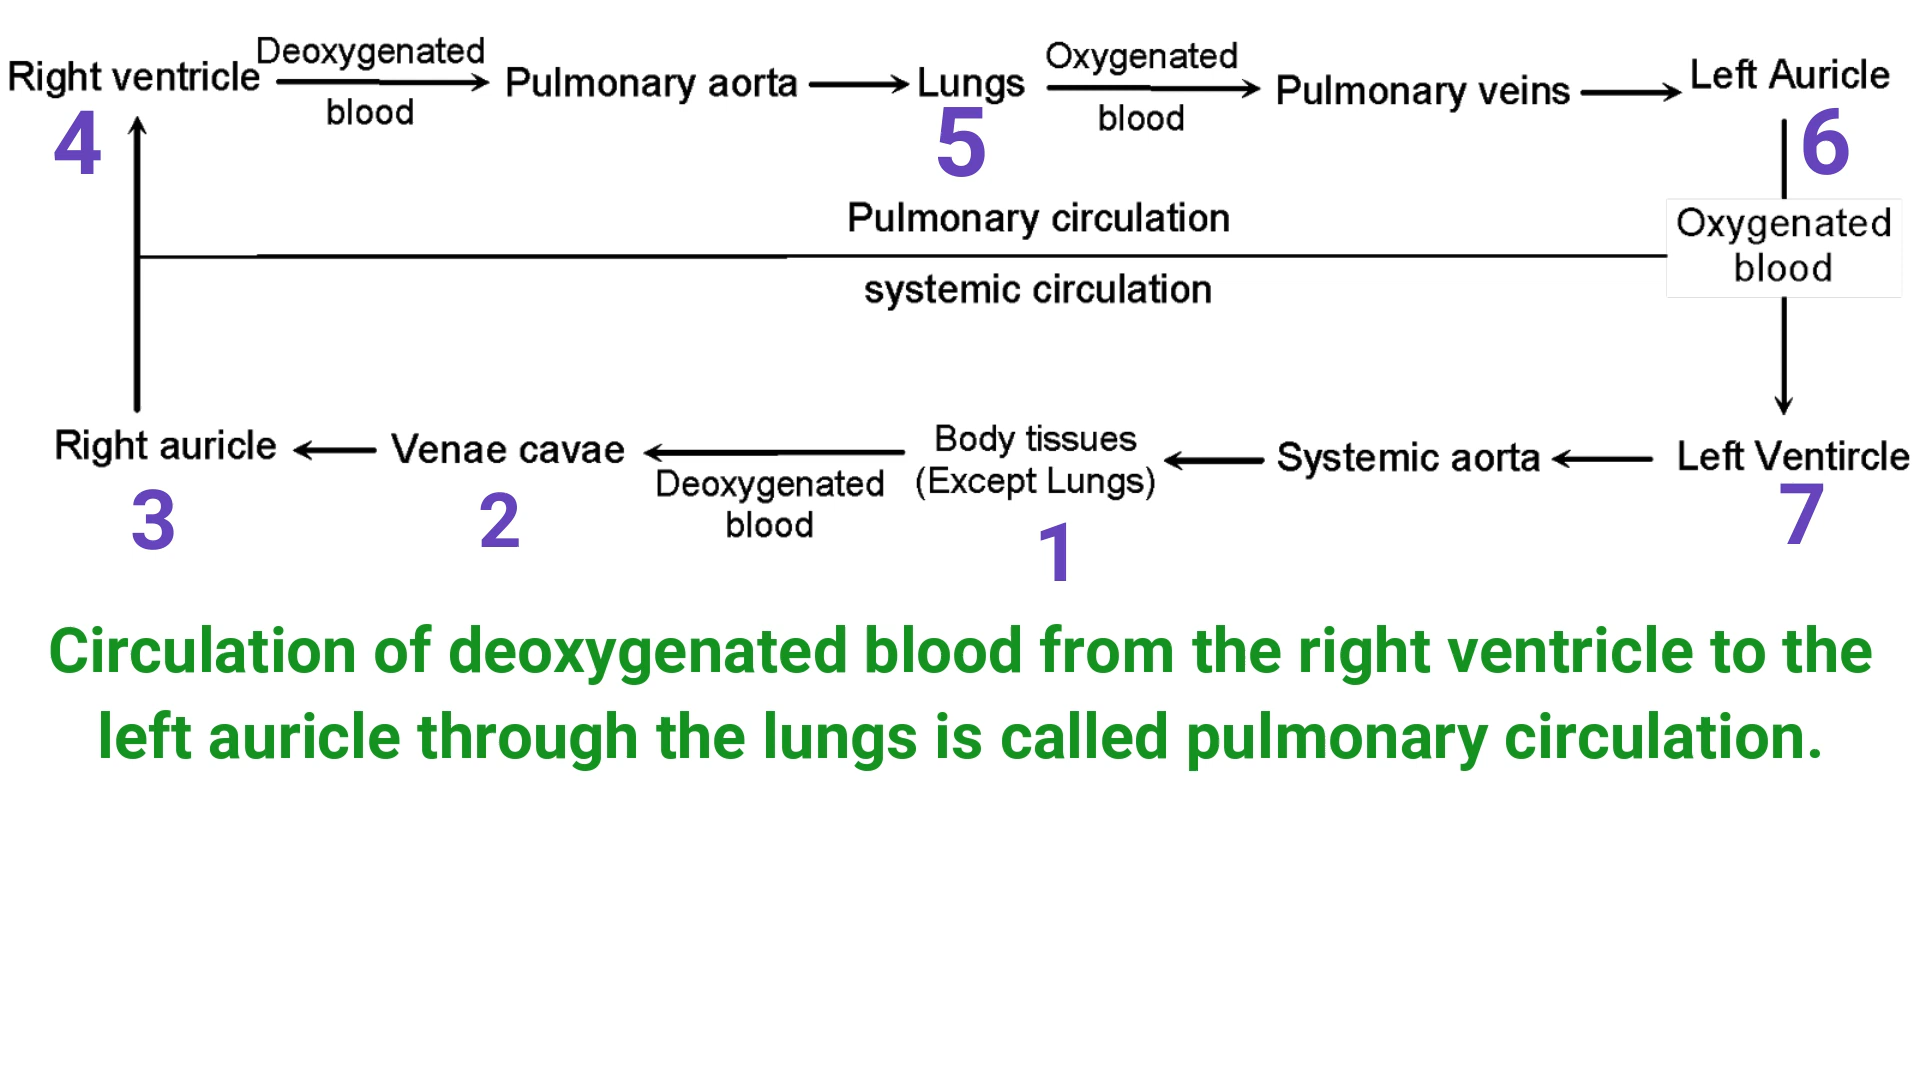 Right ventricle
Deoxygenated
blood
Pulmonary aorta
Lungs
Oxygenated
blood
Pulmonary veins
Left Auricle
4
5
6
Pulmonary circulation
systemic circulation
Oxygenated
blood
Right auricle
Venae cavae
Deoxygenated
blood
Body tissues
(Except Lungs)
Systemic aorta
Left Ventircle
3
2
1
7
Circulation of deoxygenated blood from the right ventricle to the
left auricle through the lungs is called pulmonary circulation.